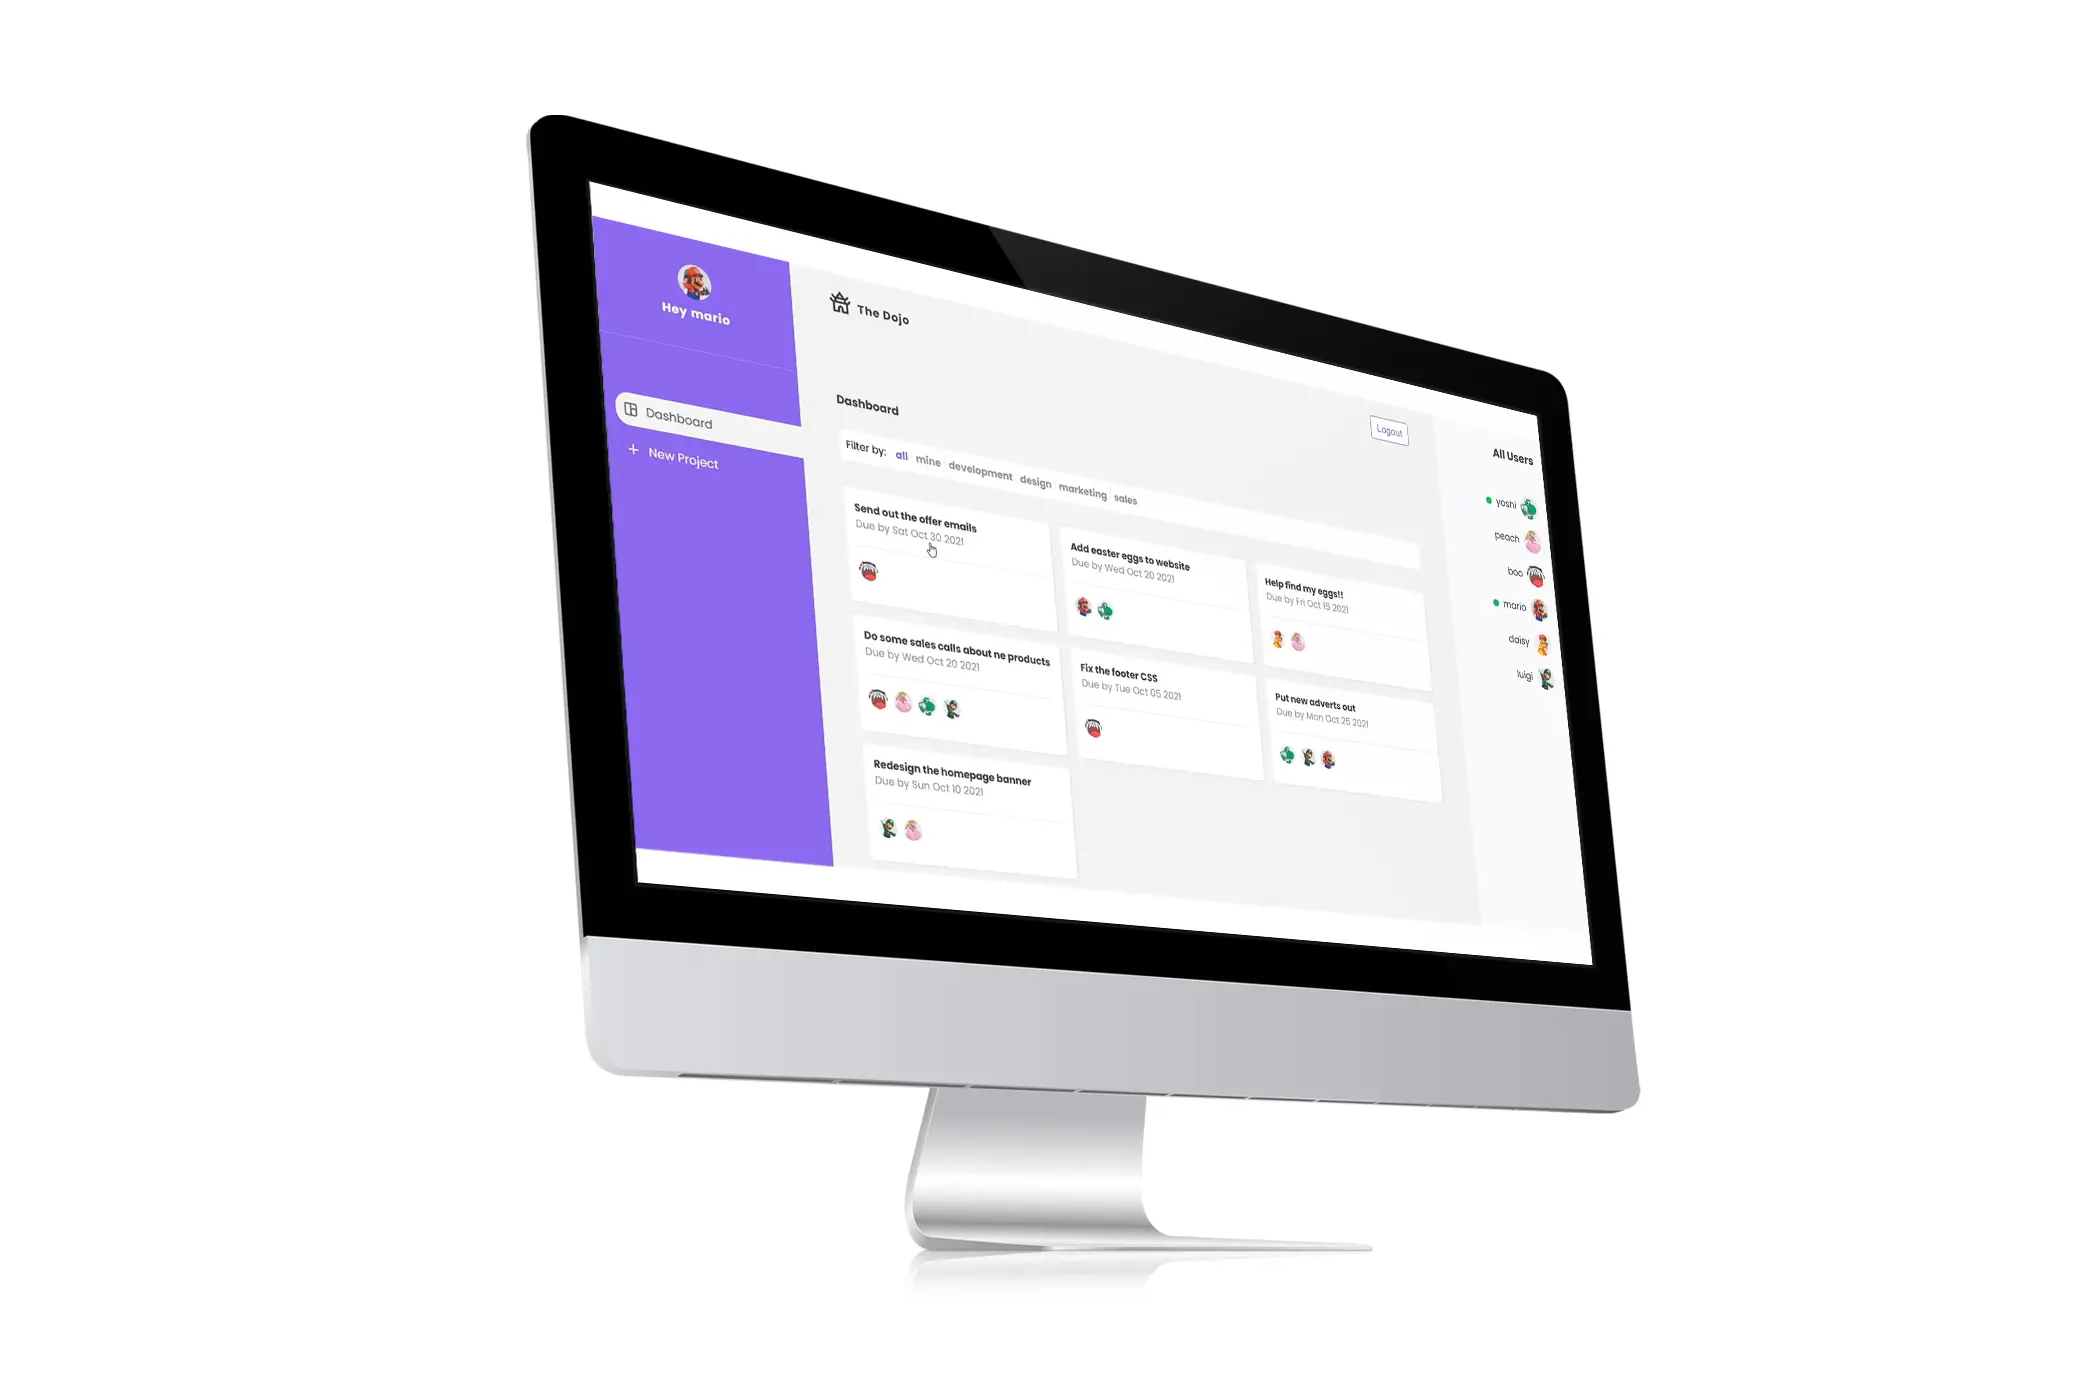 Hey mario
Dashboard
New Project
The Dojo
Dashboard
Logout
Filter by: all mine development design marketing sales
Send out the offer emails
Due by Sat Oct 30 2021
Add easter eggs to website
Due by Wed Oct 20 2021
Help find my eggs!!
Due by Fri Oct 15 2021
Do some sales calls about ne products
Due by Wed Oct 20 2021
Fix the footer CSS
Due by Tue Oct 05 2021
Put new adverts out
Due by Mon Oct 25 2021
Redesign the homepage banner
Due by Sun Oct 10 2021
All Users
yoshi
peach
boo
mario
daisy
luigi